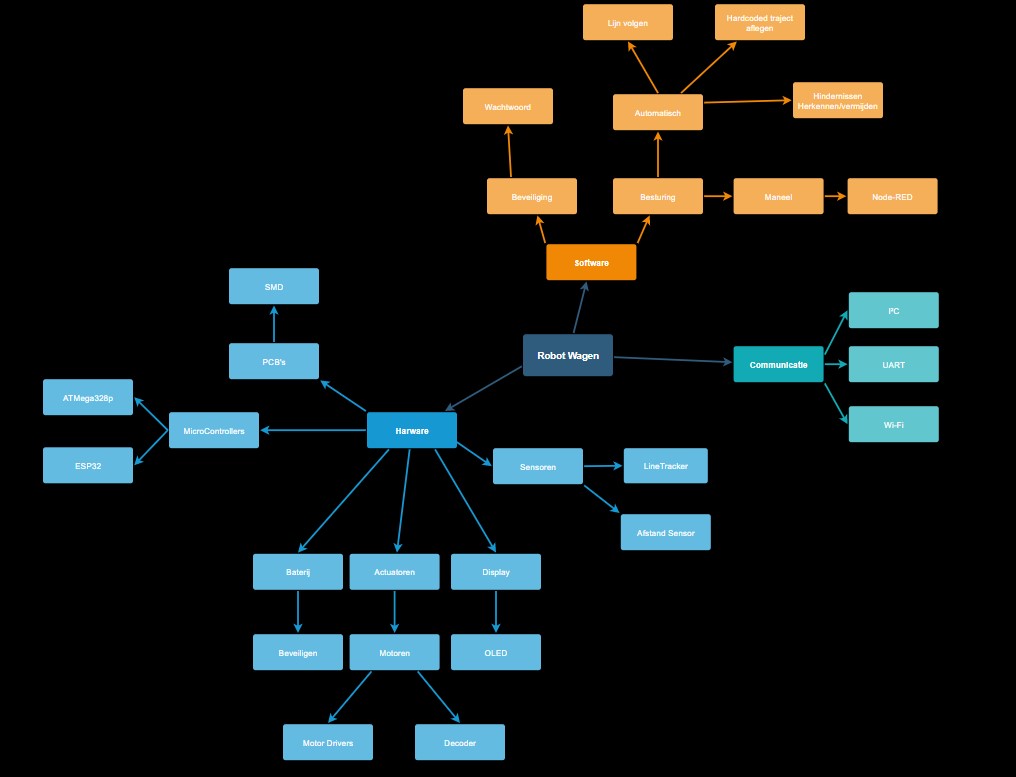 Lijn volgen
Hardcoded traject
aflegen
Hindernissen
Herkennen/vermijden
Wachtwoord
Automatisch
Beveiliging
Besturing
Maneel
Node-RED
Software
SMD
I²C
Robot Wagen
PCB's
Communicatie
UART
ATMega328p
MicroControllers
Harware
Wi-Fi
ESP32
Sensoren
LineTracker
Afstand Sensor
Baterij
Actuatoren
Display
Beveiligen
Motoren
OLED
Motor Drivers
Decoder